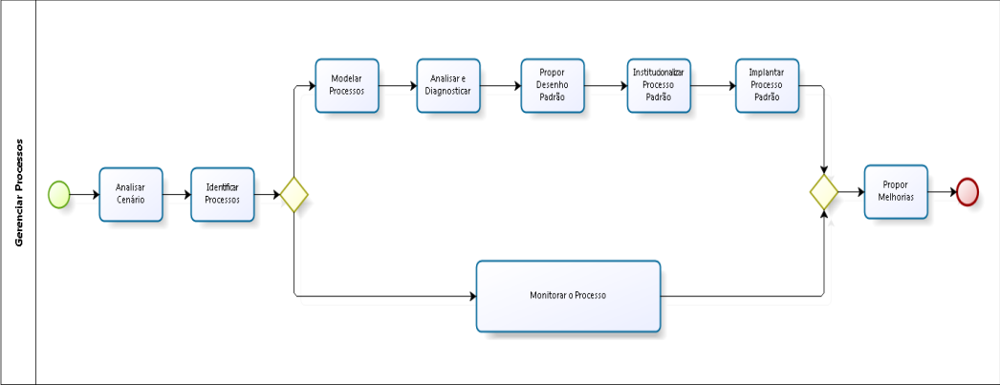 Gerenciar Processos
Analisar
Cenário
Identificar
Processos
Modelar
Processos
Analisar e
Diagnosticar
Propor
Desenho
Padrão
Institucionalizar
Processo
Padrão
Implantar
Processo
Padrão
Monitorar o Processo
Propor
Melhorias